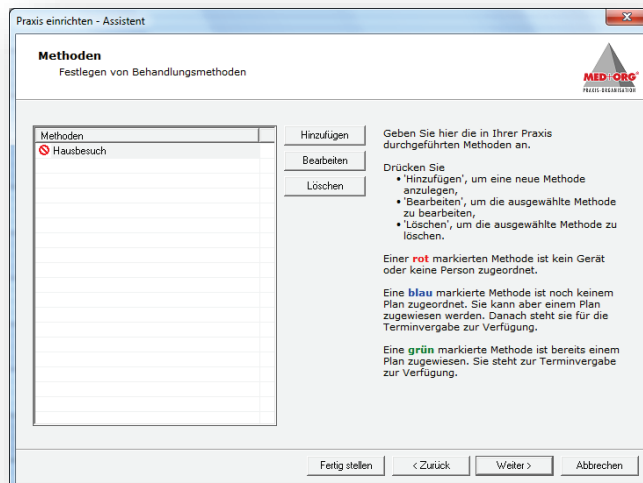 Praxis einrichten - Assistent
Methoden
Festlegen von Behandlungsmethoden
MED+ORG®
PRAXIS-ORGANISATION
Methoden
Hausbesuch
Hinzufügen
Bearbeiten
Löschen
Geben Sie hier die in Ihrer Praxis
durchgeführten Methoden an.
Drücken Sie
• 'Hinzufügen', um eine neue Methode
anzulegen,
• 'Bearbeiten', um die ausgewählte Methode
zu bearbeiten,
• 'Löschen', um die ausgewählte Methode zu
löschen.
Einer rot markierten Methode ist kein Gerät
oder keine Person zugeordnet.
Eine blau markierte Methode ist noch keinem
Plan zugeordnet. Sie kann aber einem Plan
zugewiesen werden. Danach steht sie für die
Terminvergabe zur Verfügung.
Eine grün markierte Methode ist bereits einem
Plan zugewiesen. Sie steht zur Terminvergabe
zur Verfügung.
Fertig stellen
< Zurück
Weiter >
Abbrechen